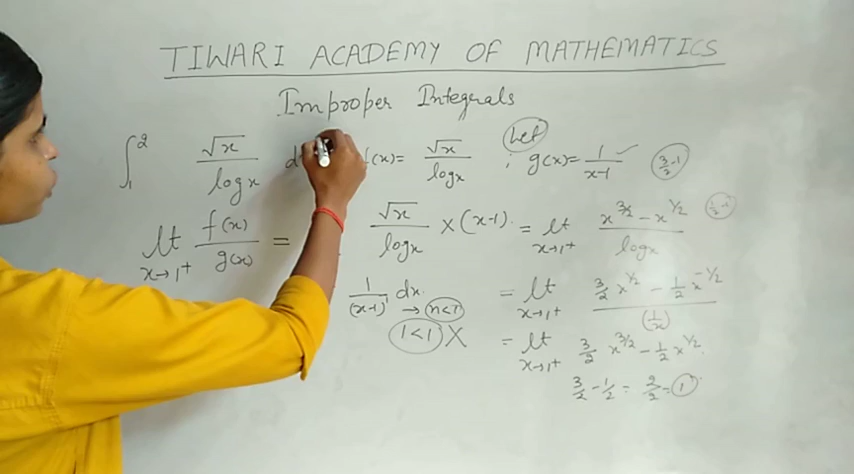 TIWARI ACADEMY OF MATHEMATICS
Improper Integrals
∫₁² √x / log x d f(x) = √x / log x ; Let g(x) = 1 / x-1 ✓ 3/2 -1
lt x→1⁺ f(x) / g(x) = √x / log x × (x-1). = lt x→1⁺ x^3/2 - x^1/2 / log x
1 / (x-1)¹ dx. → n<1 = lt x→1⁺ 3/2 x^1/2 - 1/2 x^-1/2 / (1/x)
1<1 X = lt x→1⁺ 3/2 x^3/2 - 1/2 x^1/2.
3/2 - 1/2 = 2/2 = 1